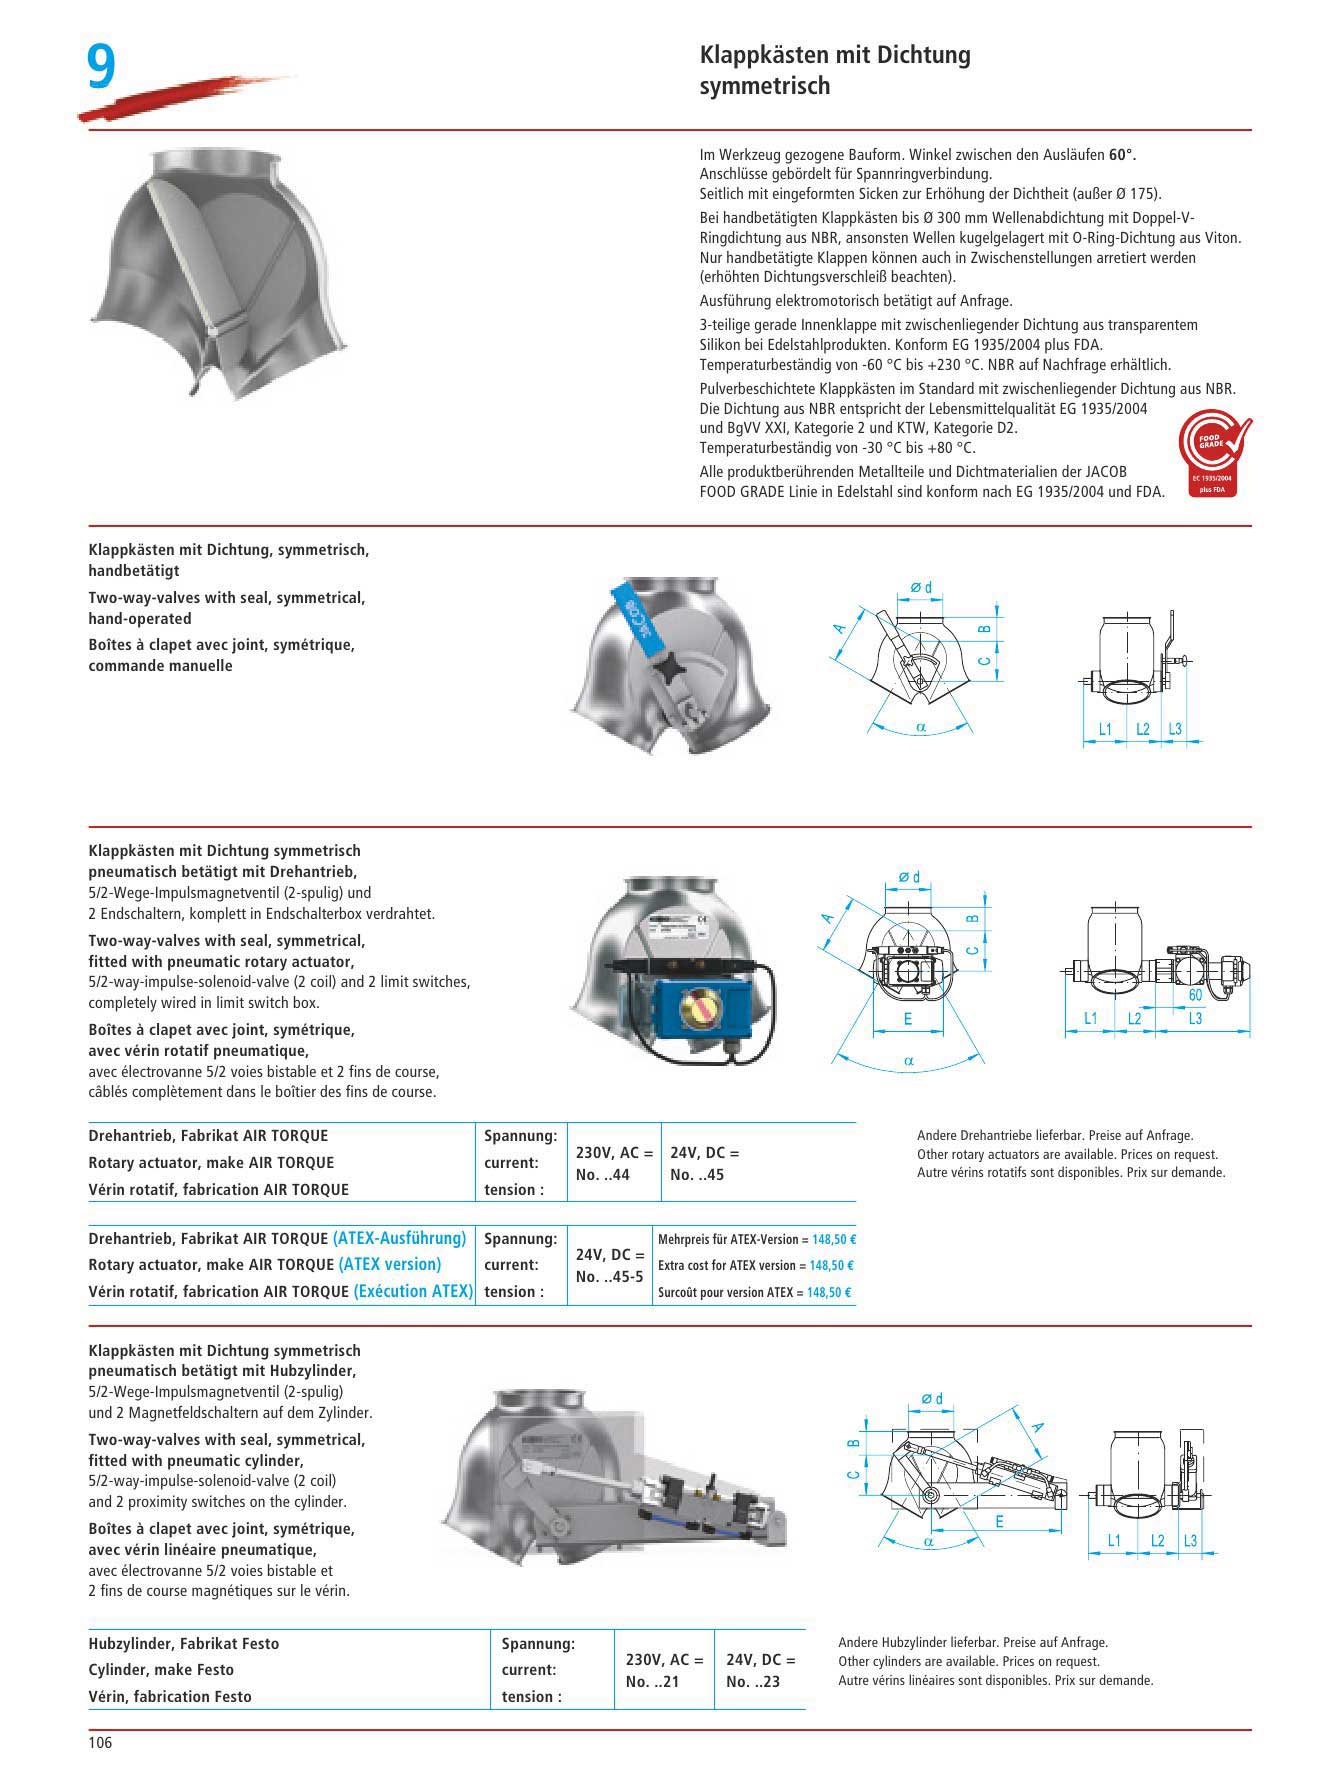 9
Klappkästen mit Dichtung
symmetrisch
Im Werkzeug gezogene Bauform. Winkel zwischen den Ausläufen 60°.
Anschlüsse gebördelt für Spannringverbindung.
Seitlich mit eingeformten Sicken zur Erhöhung der Dichtheit (außer Ø 175).
Bei handbetätigten Klappkästen bis Ø 300 mm Wellenabdichtung mit Doppel-V-
Ringdichtung aus NBR, ansonsten Wellen kugelgelagert mit O-Ring-Dichtung aus Viton.
Nur handbetätigte Klappen können auch in Zwischenstellungen arretiert werden
(erhöhten Dichtungsverschleiß beachten).
Ausführung elektromotorisch betätigt auf Anfrage.
3-teilige gerade Innenklappe mit zwischenliegender Dichtung aus transparentem
Silikon bei Edelstahlprodukten. Konform EG 1935/2004 plus FDA.
Temperaturbeständig von -60 °C bis +230 °C. NBR auf Nachfrage erhältlich.
Pulverbeschichtete Klappkästen im Standard mit zwischenliegender Dichtung aus NBR.
Die Dichtung aus NBR entspricht der Lebensmittelqualität EG 1935/2004
und BgVV XXI, Kategorie 2 und KTW, Kategorie D2.
Temperaturbeständig von -30 °C bis +80 °C.
Alle produktberührenden Metallteile und Dichtmaterialien der JACOB
FOOD GRADE Linie in Edelstahl sind konform nach EG 1935/2004 und FDA.
FOOD
GRADE
EC 1935/2004
plus FDA
Klappkästen mit Dichtung, symmetrisch,
handbetätigt
Two-way-valves with seal, symmetrical,
hand-operated
Boîtes à clapet avec joint, symétrique,
commande manuelle
JACOB
Ø d
A
B
C
α
L1 L2 L3
Klappkästen mit Dichtung symmetrisch
pneumatisch betätigt mit Drehantrieb,
5/2-Wege-Impulsmagnetventil (2-spulig) und
2 Endschaltern, komplett in Endschalterbox verdrahtet.
Two-way-valves with seal, symmetrical,
fitted with pneumatic rotary actuator,
5/2-way-impulse-solenoid-valve (2 coil) and 2 limit switches,
completely wired in limit switch box.
Boîtes à clapet avec joint, symétrique,
avec vérin rotatif pneumatique,
avec électrovanne 5/2 voies bistable et 2 fins de course,
câblés complètement dans le boîtier des fins de course.
Ø d
A
B
C
E
α
60
L1 L2 L3
Drehantrieb, Fabrikat AIR TORQUE
Rotary actuator, make AIR TORQUE
Vérin rotatif, fabrication AIR TORQUE
Spannung:
current:
tension :
230V, AC =
No. ..44
24V, DC =
No. ..45
Andere Drehantriebe lieferbar. Preise auf Anfrage.
Other rotary actuators are available. Prices on request.
Autre vérins rotatifs sont disponibles. Prix sur demande.
Drehantrieb, Fabrikat AIR TORQUE (ATEX-Ausführung)
Rotary actuator, make AIR TORQUE (ATEX version)
Vérin rotatif, fabrication AIR TORQUE (Exécution ATEX)
Spannung:
current:
tension :
24V, DC =
No. ..45-5
Mehrpreis für ATEX-Version = 148,50 €
Extra cost for ATEX version = 148,50 €
Surcoût pour version ATEX = 148,50 €
Klappkästen mit Dichtung symmetrisch
pneumatisch betätigt mit Hubzylinder,
5/2-Wege-Impulsmagnetventil (2-spulig)
und 2 Magnetfeldschaltern auf dem Zylinder.
Two-way-valves with seal, symmetrical,
fitted with pneumatic cylinder,
5/2-way-impulse-solenoid-valve (2 coil)
and 2 proximity switches on the cylinder.
Boîtes à clapet avec joint, symétrique,
avec vérin linéaire pneumatique,
avec électrovanne 5/2 voies bistable et
2 fins de course magnétiques sur le vérin.
Ø d
A
B
C
E
α
L1 L2 L3
Hubzylinder, Fabrikat Festo
Cylinder, make Festo
Vérin, fabrication Festo
Spannung:
current:
tension :
230V, AC =
No. ..21
24V, DC =
No. ..23
Andere Hubzylinder lieferbar. Preise auf Anfrage.
Other cylinders are available. Prices on request.
Autre vérins linéaires sont disponibles. Prix sur demande.
106